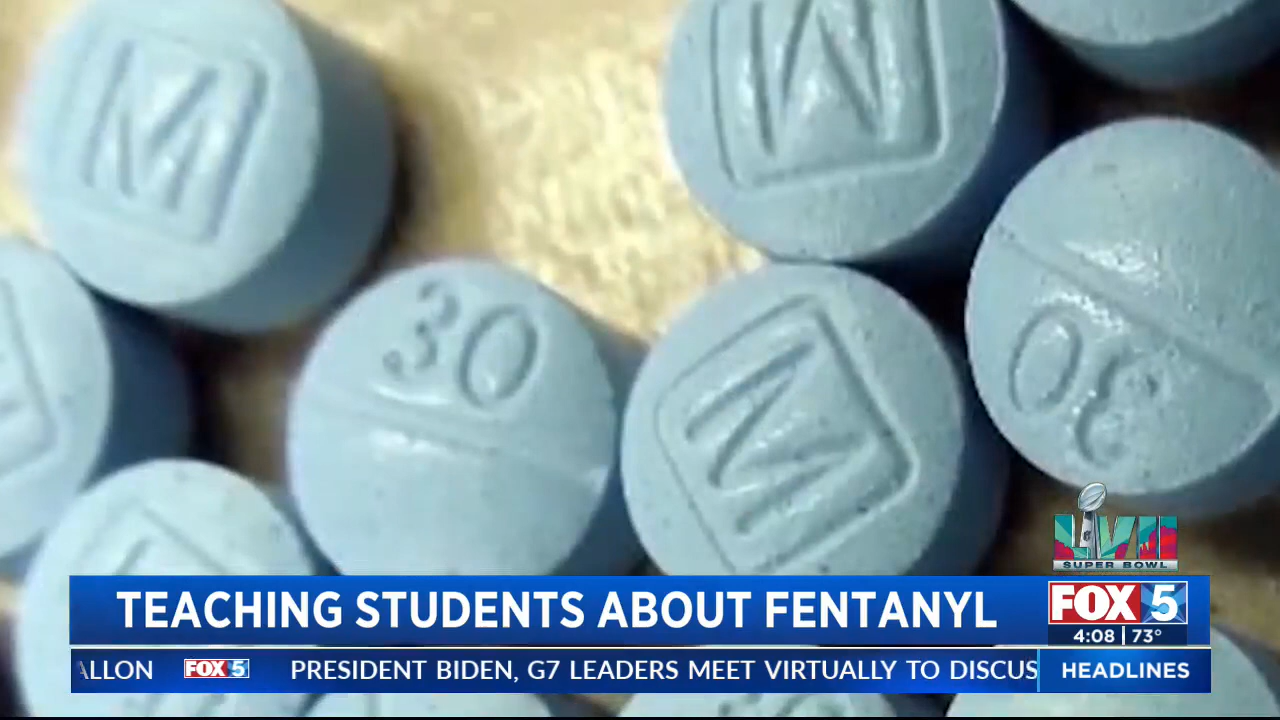 M
M
30
M
30
LVII
SUPER BOWL
TEACHING STUDENTS ABOUT FENTANYL
FOX 5
4:08 | 73°
ALLON FOX 5 PRESIDENT BIDEN, G7 LEADERS MEET VIRTUALLY TO DISCUS
HEADLINES